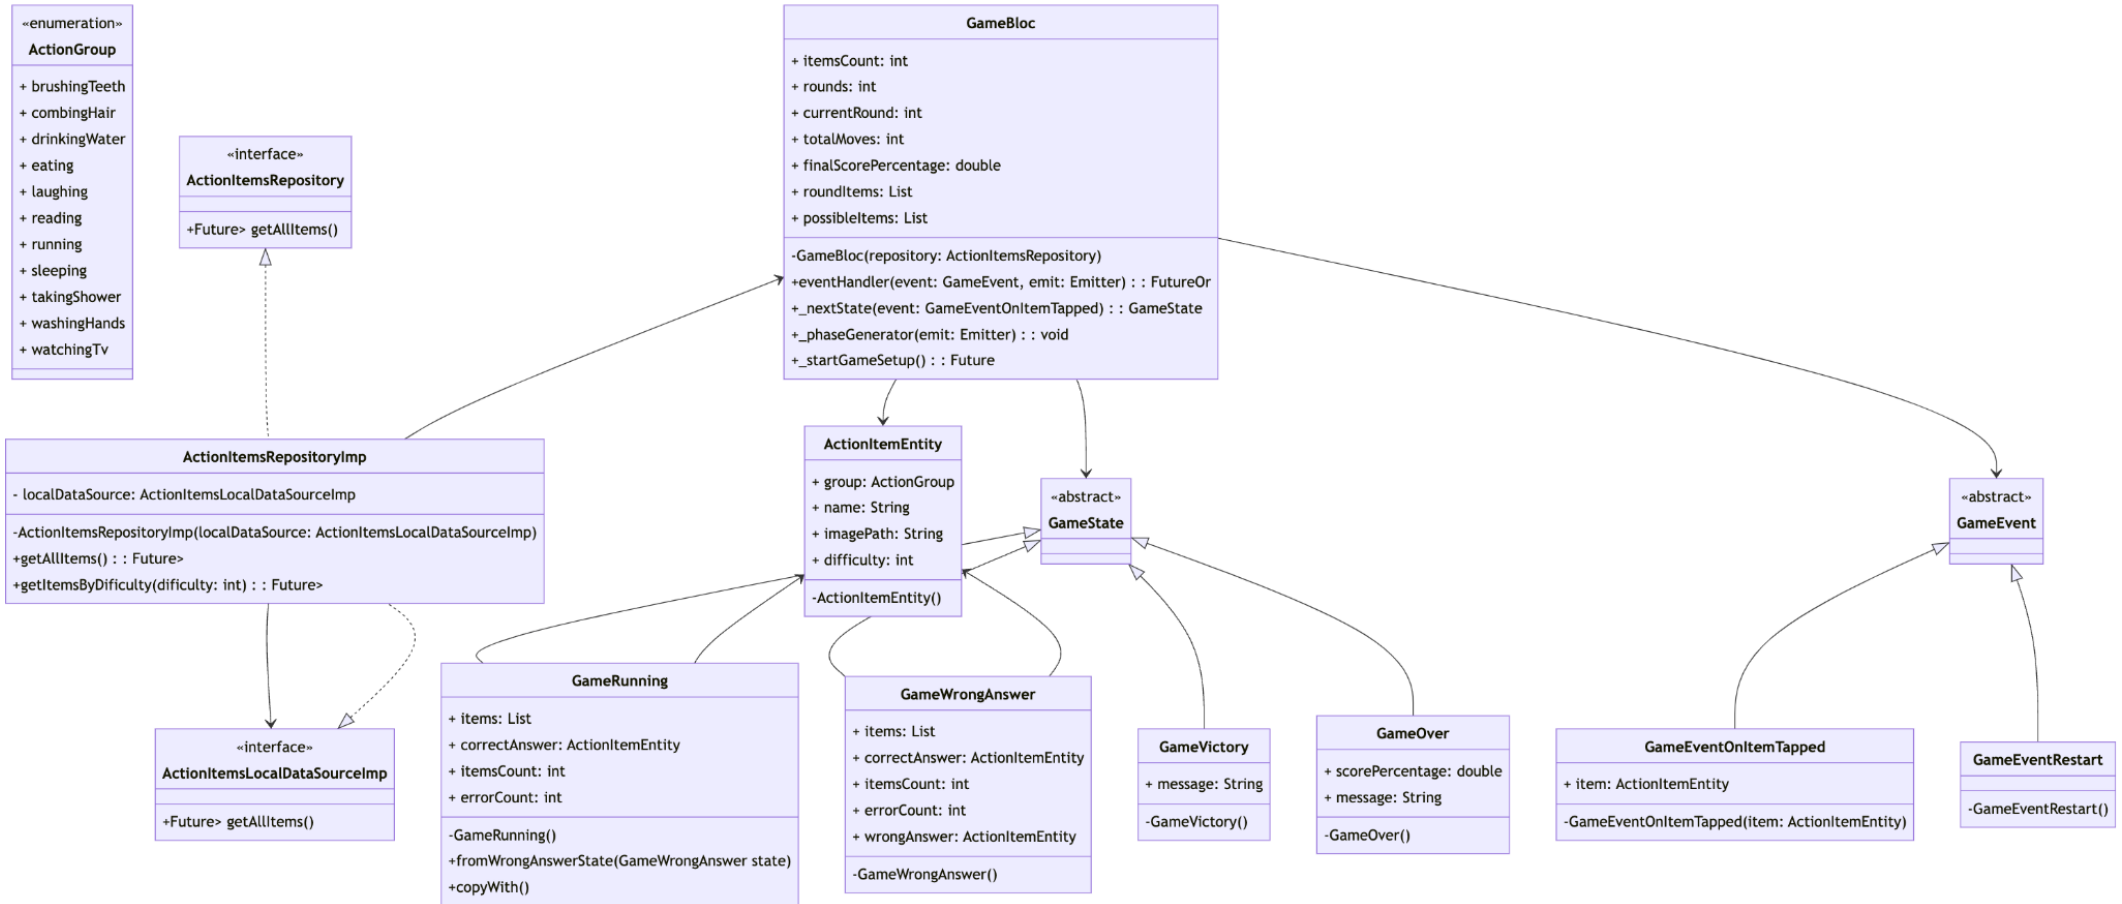 «enumeration»
ActionGroup
+ brushingTeeth
+ combingHair
+ drinkingWater
+ eating
+ laughing
+ reading
+ running
+ sleeping
+ takingShower
+ washingHands
+ watchingTv
«interface»
ActionItemsRepository
+Future> getAllItems()
GameBloc
+ itemsCount: int
+ rounds: int
+ currentRound: int
+ totalMoves: int
+ finalScorePercentage: double
+ roundItems: List
+ possibleItems: List
-GameBloc(repository: ActionItemsRepository)
+eventHandler(event: GameEvent, emit: Emitter) : : FutureOr
+_nextState(event: GameEventOnItemTapped) : : GameState
+_phaseGenerator(emit: Emitter) : : void
+_startGameSetup() : : Future
ActionItemsRepositoryImp
- localDataSource: ActionItemsLocalDataSourceImp
-ActionItemsRepositoryImp(localDataSource: ActionItemsLocalDataSourceImp)
+getAllItems() : : Future>
+getItemsByDificulty(dificulty: int) : : Future>
ActionItemEntity
+ group: ActionGroup
+ name: String
+ imagePath: String
+ difficulty: int
-ActionItemEntity()
«abstract»
GameState
«abstract»
GameEvent
«interface»
ActionItemsLocalDataSourceImp
+Future> getAllItems()
GameRunning
+ items: List
+ correctAnswer: ActionItemEntity
+ itemsCount: int
+ errorCount: int
-GameRunning()
+fromWrongAnswerState(GameWrongAnswer state)
+copyWith()
GameWrongAnswer
+ items: List
+ correctAnswer: ActionItemEntity
+ itemsCount: int
+ errorCount: int
+ wrongAnswer: ActionItemEntity
-GameWrongAnswer()
GameVictory
+ message: String
-GameVictory()
GameOver
+ scorePercentage: double
+ message: String
-GameOver()
GameEventOnItemTapped
+ item: ActionItemEntity
-GameEventOnItemTapped(item: ActionItemEntity)
GameEventRestart
-GameEventRestart()